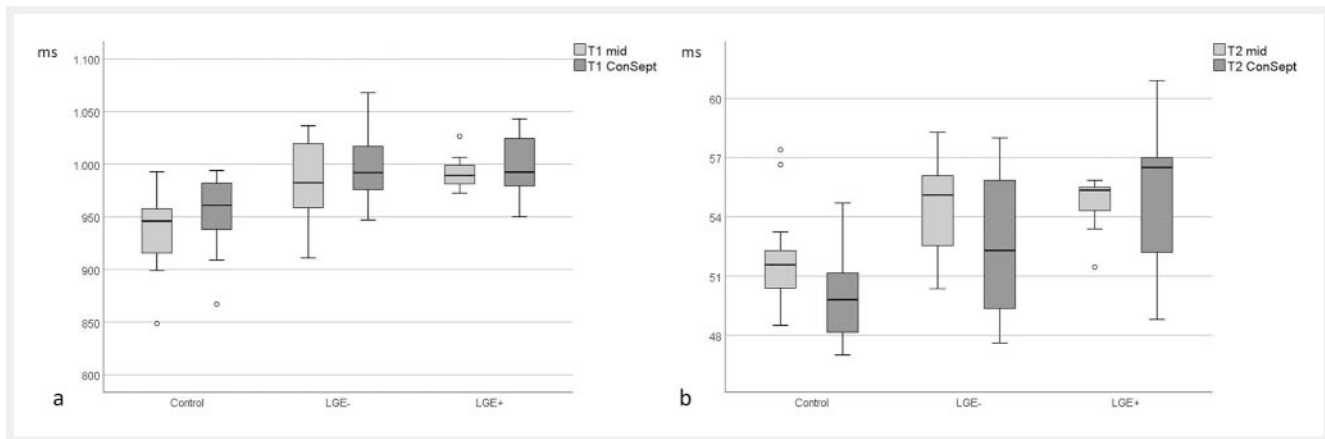 ms
T1 mid
T1 ConSept
1.100
1.050
1.000
950
900
850
800
Control LGE- LGE+
a
ms
T2 mid
T2 ConSept
60
57
54
51
48
Control LGE- LGE+
b